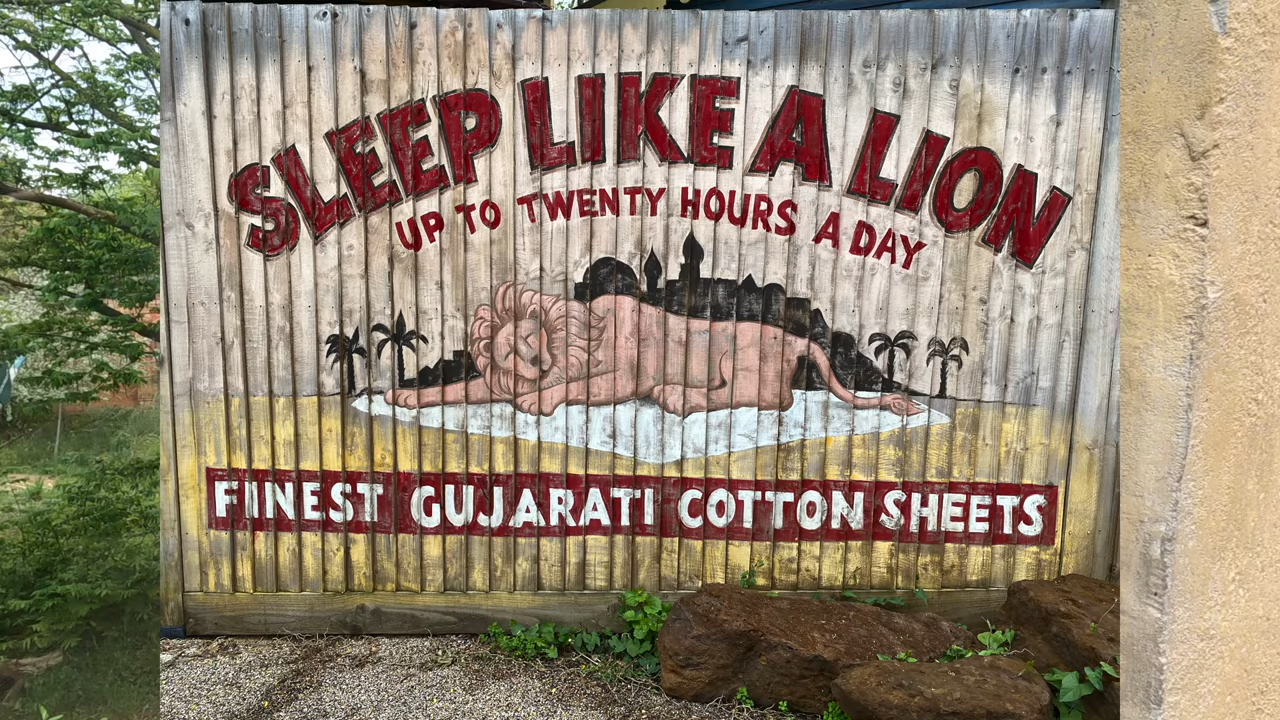 SLEEP LIKE A LION
UP TO TWENTY HOURS A DAY
FINEST GUJARATI COTTON SHEETS